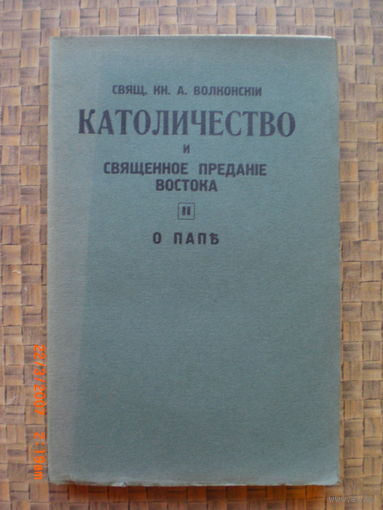 СВЯЩ. КН. А. ВОЛКОНСКІЙ
КАТОЛИЧЕСТВО
И
СВЯЩЕННОЕ ПРЕДАНІЕ
ВОСТОКА
II
О ПАПѢ